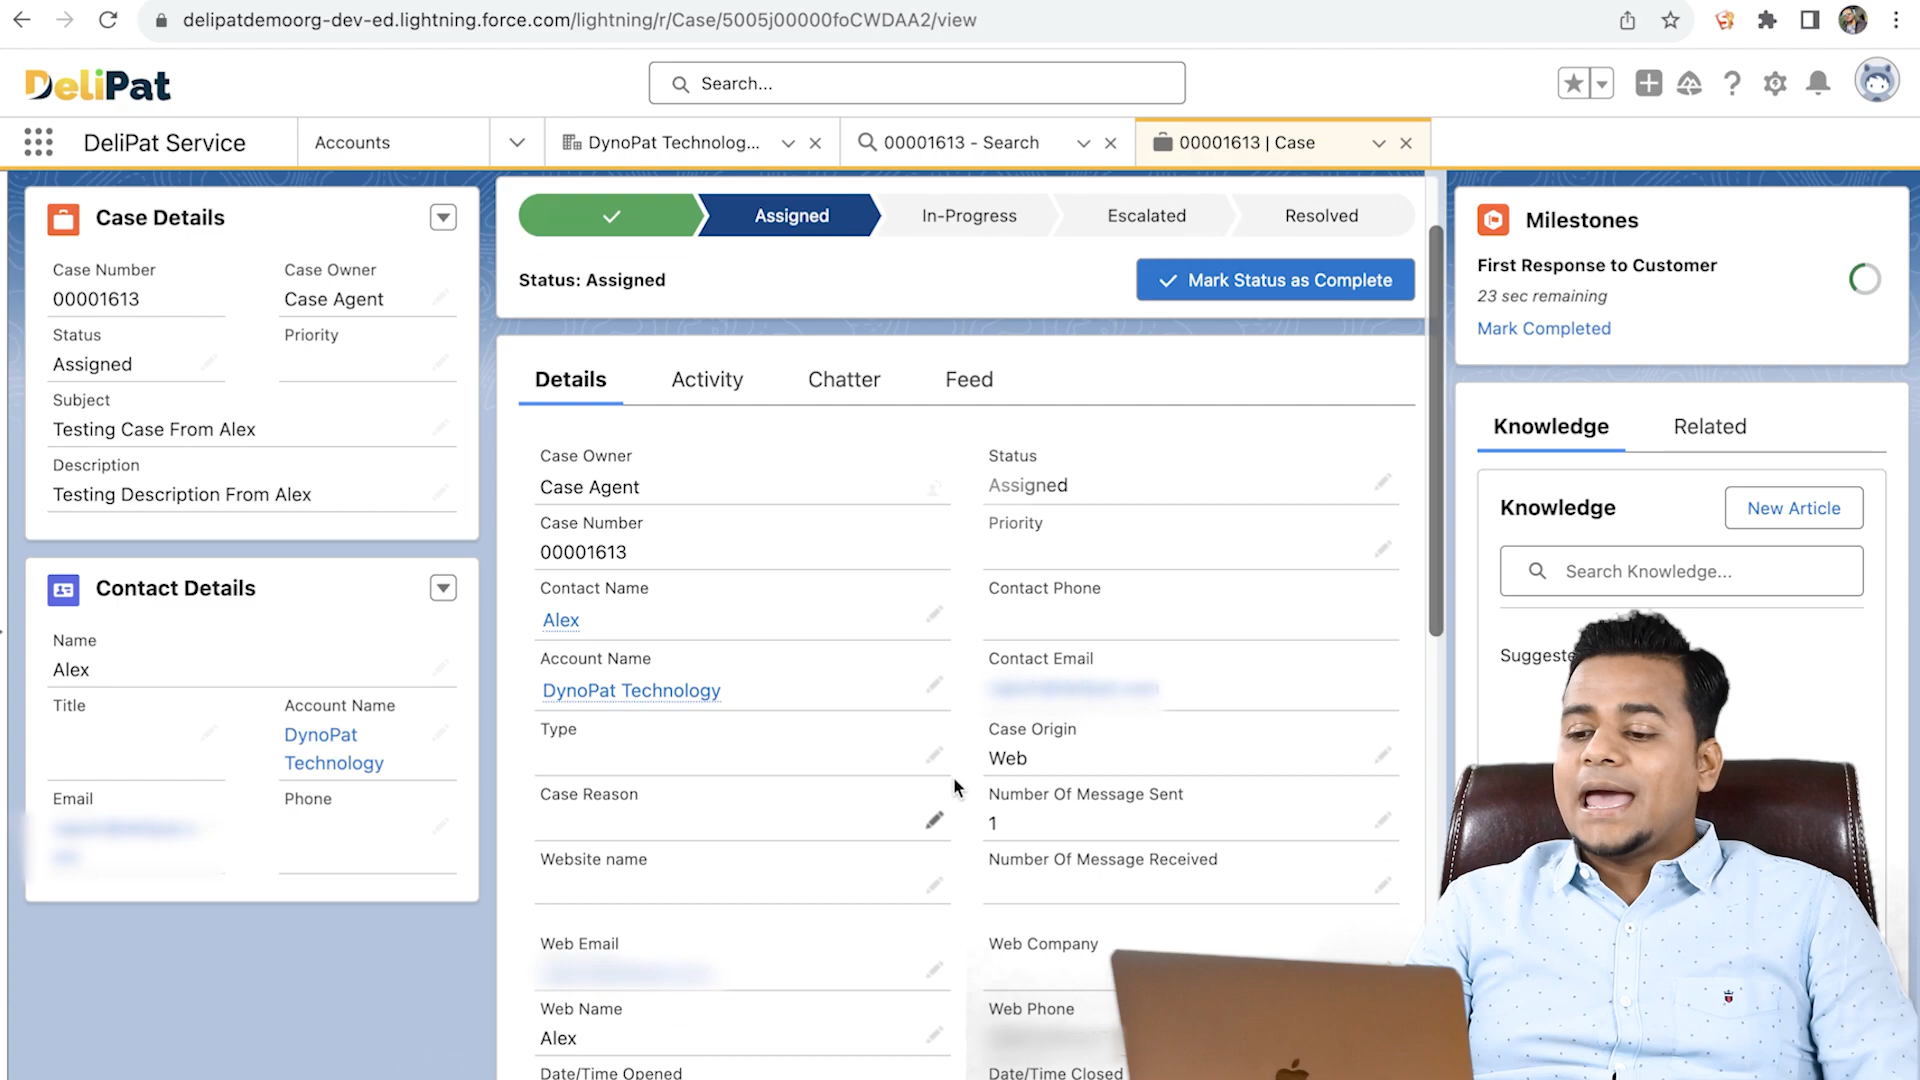 delipatdemoorg-dev-ed.lightning.force.com/lightning/r/Case/5005j00000foCWDAA2/view
DeliPat
Search...
DeliPat Service
Accounts
DynoPat Technolog...
00001613 - Search
00001613 | Case
Case Details
Case Number
Case Owner
00001613
Case Agent
Status
Priority
Assigned
Subject
Testing Case From Alex
Description
Testing Description From Alex
Contact Details
Name
Alex
Title
Account Name
DynoPat
Technology
Email
Phone
Assigned
In-Progress
Escalated
Resolved
Status: Assigned
Mark Status as Complete
Details
Activity
Chatter
Feed
Case Owner
Case Agent
Status
Assigned
Case Number
00001613
Priority
Contact Name
Alex
Contact Phone
Account Name
DynoPat Technology
Contact Email
Type
Case Origin
Web
Case Reason
Number Of Message Sent
1
Website name
Number Of Message Received
Web Email
Web Company
Web Name
Alex
Web Phone
Date/Time Opened
Date/Time Closed
Milestones
First Response to Customer
23 sec remaining
Mark Completed
Knowledge
Related
Knowledge
New Article
Search Knowledge...
Suggeste